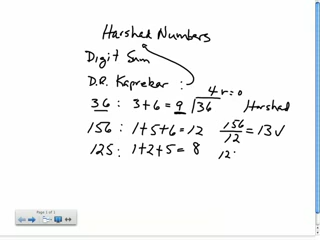 Harshad Numbers
Digit Sum
D.R. Kaprekar :
36 : 3+6 = 9 9√36 4 r=0 Harshad
156 : 1+5+6 = 12 156/12 = 13 √
125 : 1+2+5 = 8 12
Page 1 of 1